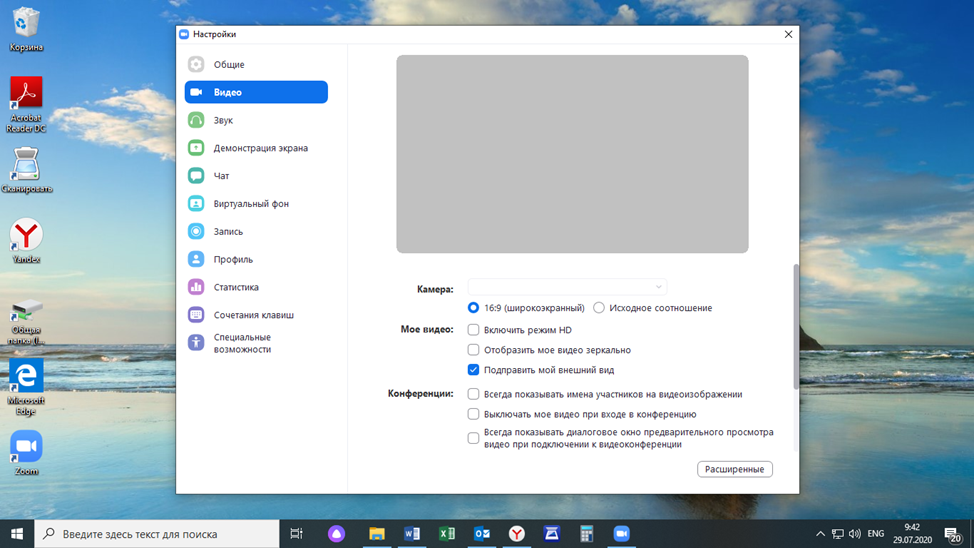 Корзина
Acrobat
Reader DC
Сканировать
Yandex
Общая
папка (\...
Microsoft
Edge
Zoom
Настройки
Общие
Видео
Звук
Демонстрация экрана
Чат
Виртуальный фон
Запись
Профиль
Статистика
Сочетания клавиш
Специальные
возможности
Камера:
16:9 (широкоэкранный) Исходное соотношение
Мое видео: Включить режим HD
Отобразить мое видео зеркально
Подправить мой внешний вид
Конференции: Всегда показывать имена участников на видеоизображении
Выключать мое видео при входе в конференцию
Всегда показывать диалоговое окно предварительного просмотра
видео при подключении к видеоконференции
Расширенные
Введите здесь текст для поиска
ENG
9:42
29.07.2020
20